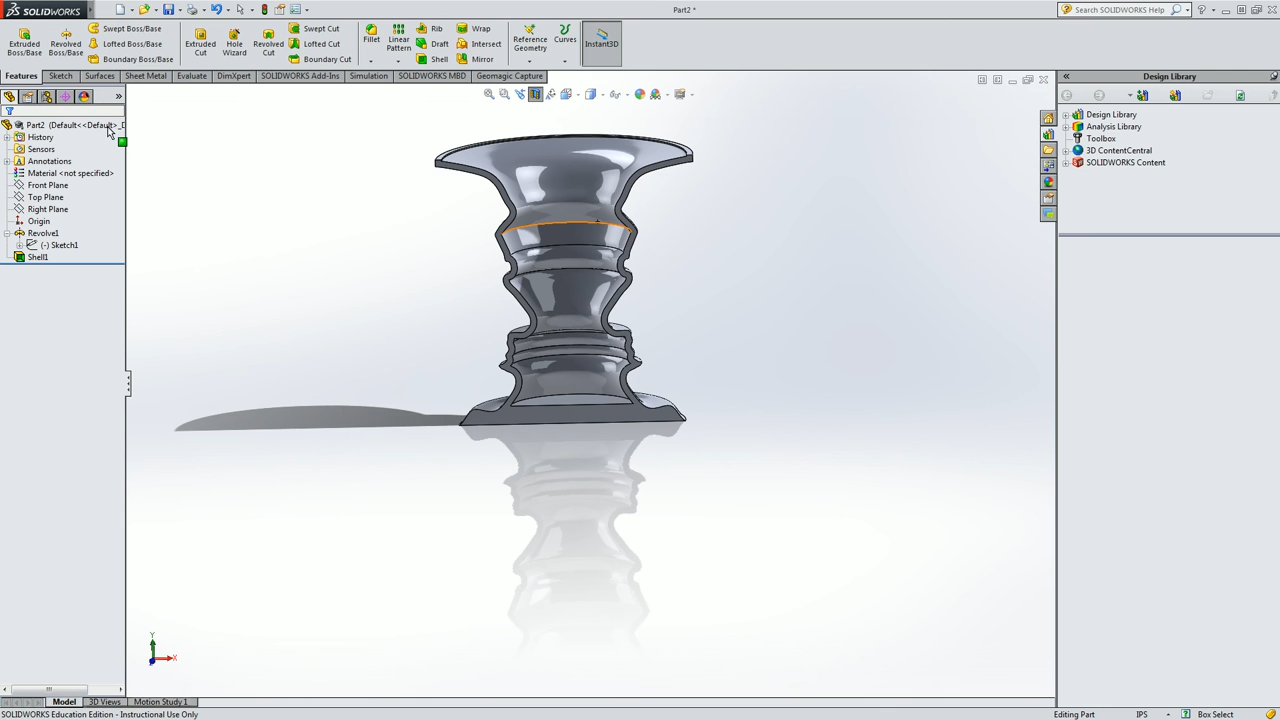 SOLIDWORKS
Part2 *
Search SOLIDWORKS Help
Extruded Boss/Base
Revolved Boss/Base
Swept Boss/Base
Lofted Boss/Base
Boundary Boss/Base
Extruded Cut
Hole Wizard
Revolved Cut
Swept Cut
Lofted Cut
Boundary Cut
Fillet
Linear Pattern
Rib
Draft
Shell
Wrap
Intersect
Mirror
Reference Geometry
Curves
Instant3D
Features Sketch Surfaces Sheet Metal Evaluate DimXpert SOLIDWORKS Add-Ins Simulation SOLIDWORKS MBD Geomagic Capture
Part2 (Default<<Default>_D
History
Sensors
Annotations
Material <not specified>
Front Plane
Top Plane
Right Plane
Origin
Revolve1
(-) Sketch1
Shell1
Design Library
Design Library
Analysis Library
Toolbox
3D ContentCentral
SOLIDWORKS Content
Y
X
Model 3D Views Motion Study 1
SOLIDWORKS Education Edition - Instructional Use Only
Editing Part IPS Box Select